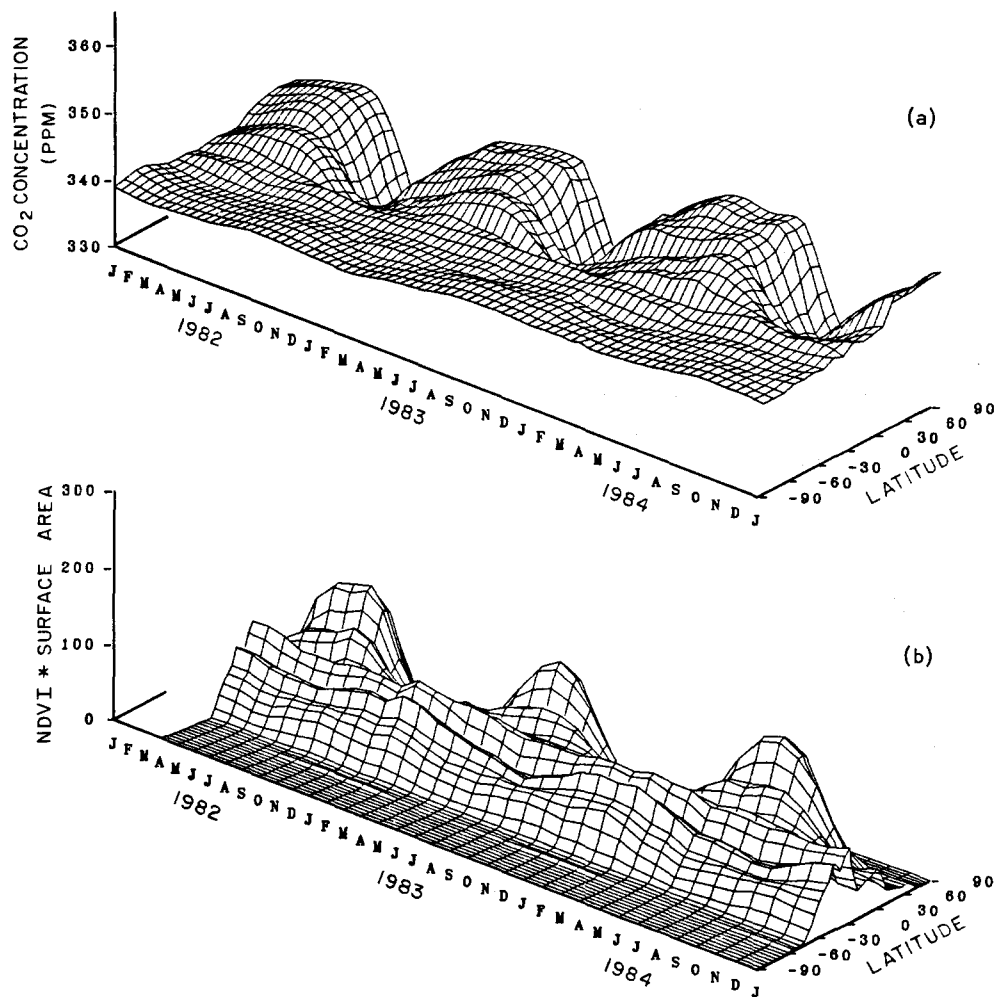 CO2 CONCENTRATION
(PPM)
360
350
340
330
(a)
J F M A M J J A S O N D J F M A M J J A S O N D J F M A M J J A S O N D J
1982
1983
1984
-90 -60 -30 0 30 60 90
LATITUDE
NDVI * SURFACE AREA
300
200
100
0
(b)
J F M A M J J A S O N D J F M A M J J A S O N D J F M A M J J A S O N D J
1982
1983
1984
-90 -60 -30 0 30 60 90
LATITUDE